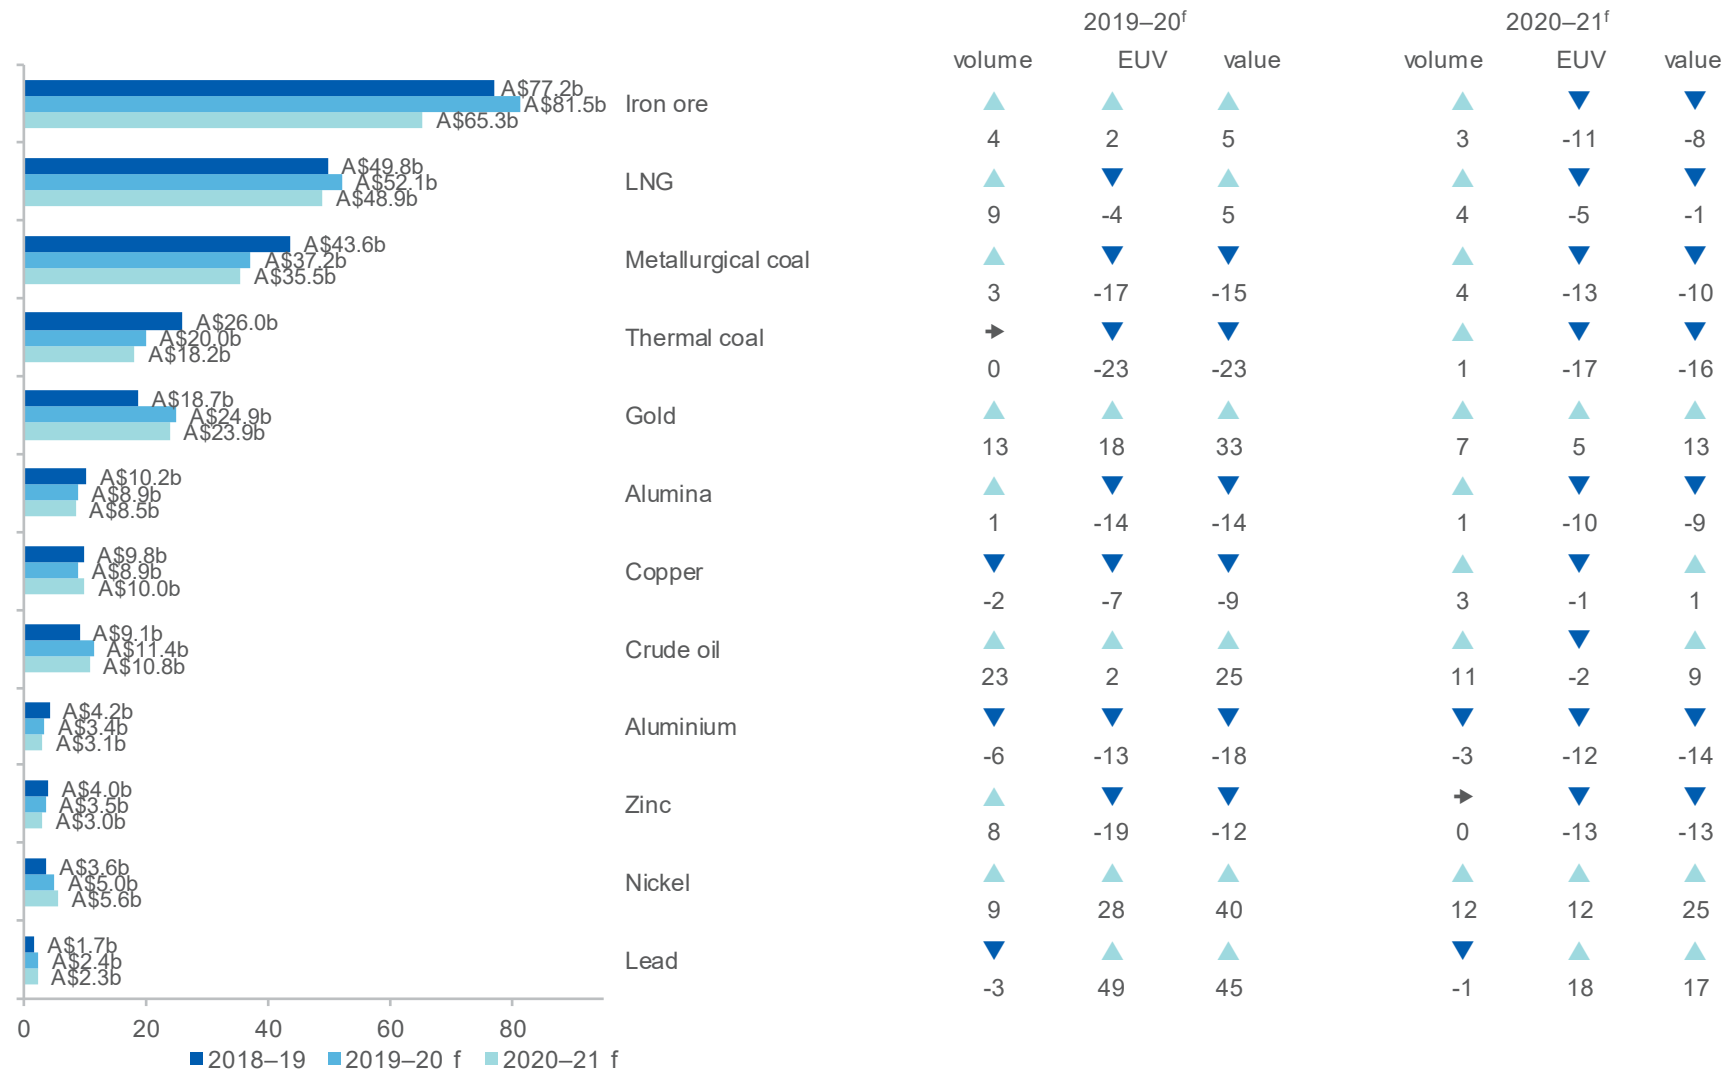 2019–20f 2020–21f
volume EUV value volume EUV value
A$77.2b
A$81.5b
A$65.3b
Iron ore
4 2 5 3 -11 -8
A$49.8b
A$52.1b
A$48.9b
LNG
9 -4 5 4 -5 -1
A$43.6b
A$37.2b
A$35.5b
Metallurgical coal
3 -17 -15 4 -13 -10
A$26.0b
A$20.0b
A$18.2b
Thermal coal
0 -23 -23 1 -17 -16
A$18.7b
A$24.9b
A$23.9b
Gold
13 18 33 7 5 13
A$10.2b
A$8.9b
A$8.5b
Alumina
1 -14 -14 1 -10 -9
A$9.8b
A$8.9b
A$10.0b
Copper
-2 -7 -9 3 -1 1
A$9.1b
A$11.4b
A$10.8b
Crude oil
23 2 25 11 -2 9
A$4.2b
A$3.4b
A$3.1b
Aluminium
-6 -13 -18 -3 -12 -14
A$4.0b
A$3.5b
A$3.0b
Zinc
8 -19 -12 0 -13 -13
A$3.6b
A$5.0b
A$5.6b
Nickel
9 28 40 12 12 25
A$1.7b
A$2.4b
A$2.3b
Lead
-3 49 45 -1 18 17
0 20 40 60 80
2018–19 2019–20 f 2020–21 f